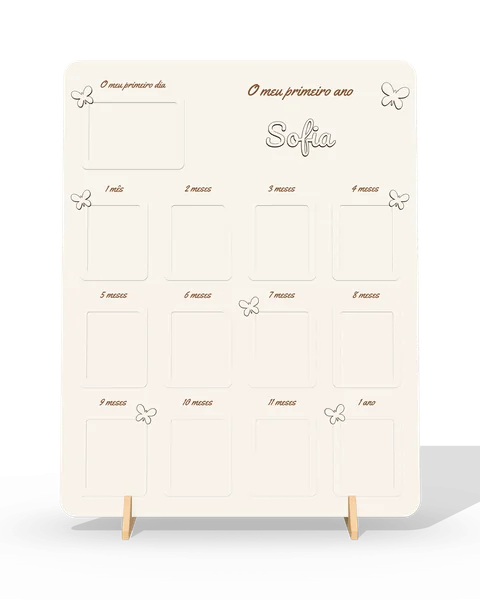 O meu primeiro dia
O meu primeiro ano
Sofia
1 mês
2 meses
3 meses
4 meses
5 meses
6 meses
7 meses
8 meses
9 meses
10 meses
11 meses
1 ano